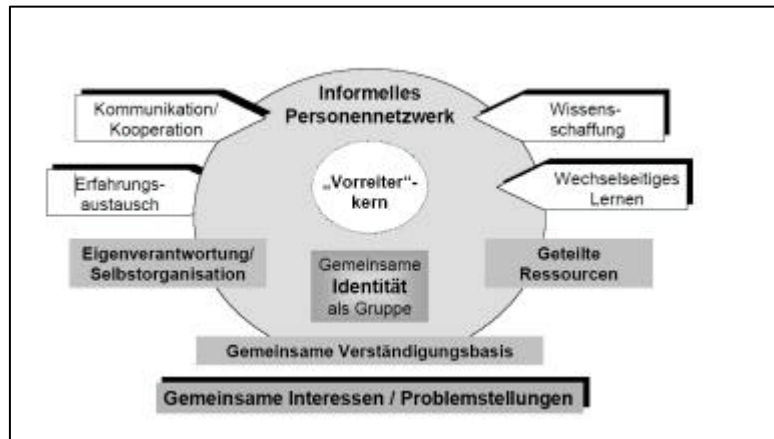 Informelles
Personennetzwerk
Kommunikation/
Kooperation
Wissens-
schaffung
„Vorreiter“-
kern
Erfahrungs-
austausch
Wechselseitiges
Lernen
Eigenverantwortung/
Selbstorganisation
Gemeinsame
Identität
als Gruppe
Geteilte
Ressourcen
Gemeinsame Verständigungsbasis
Gemeinsame Interessen / Problemstellungen